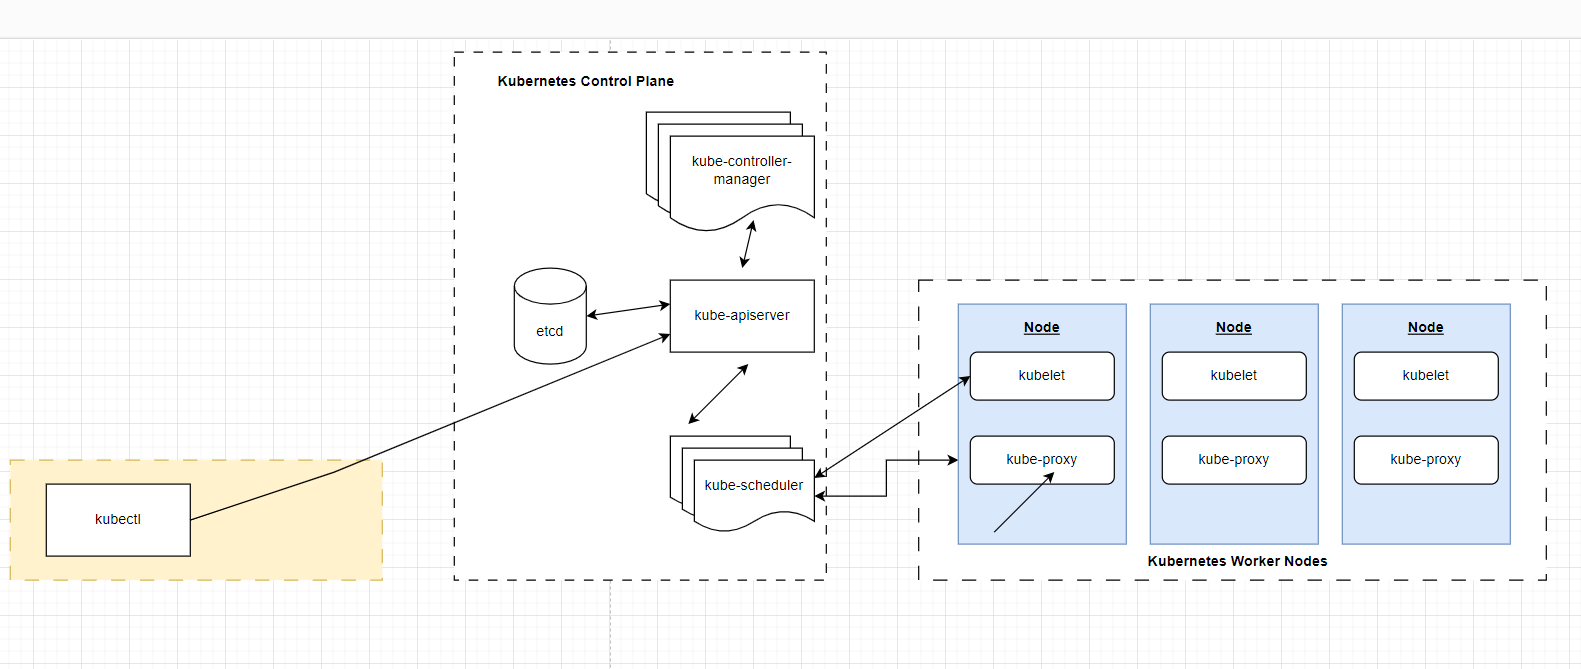 Kubernetes Control Plane
kube-controller-
manager
etcd
kube-apiserver
kube-scheduler
kubectl
Node
kubelet
kube-proxy
Node
kubelet
kube-proxy
Node
kubelet
kube-proxy
Kubernetes Worker Nodes